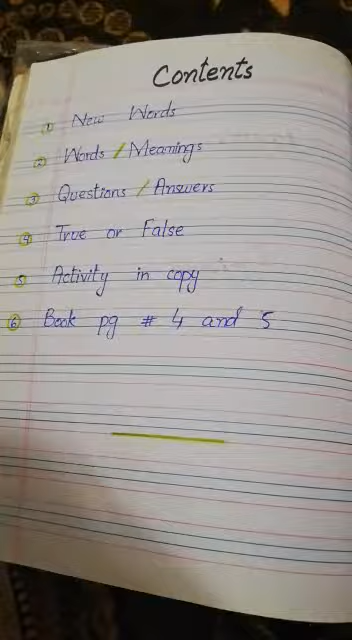 Contents
① New Words
② Words / Meanings
③ Questions / Answers
④ True or False
⑤ Activity in copy
⑥ Book pg # 4 and 5